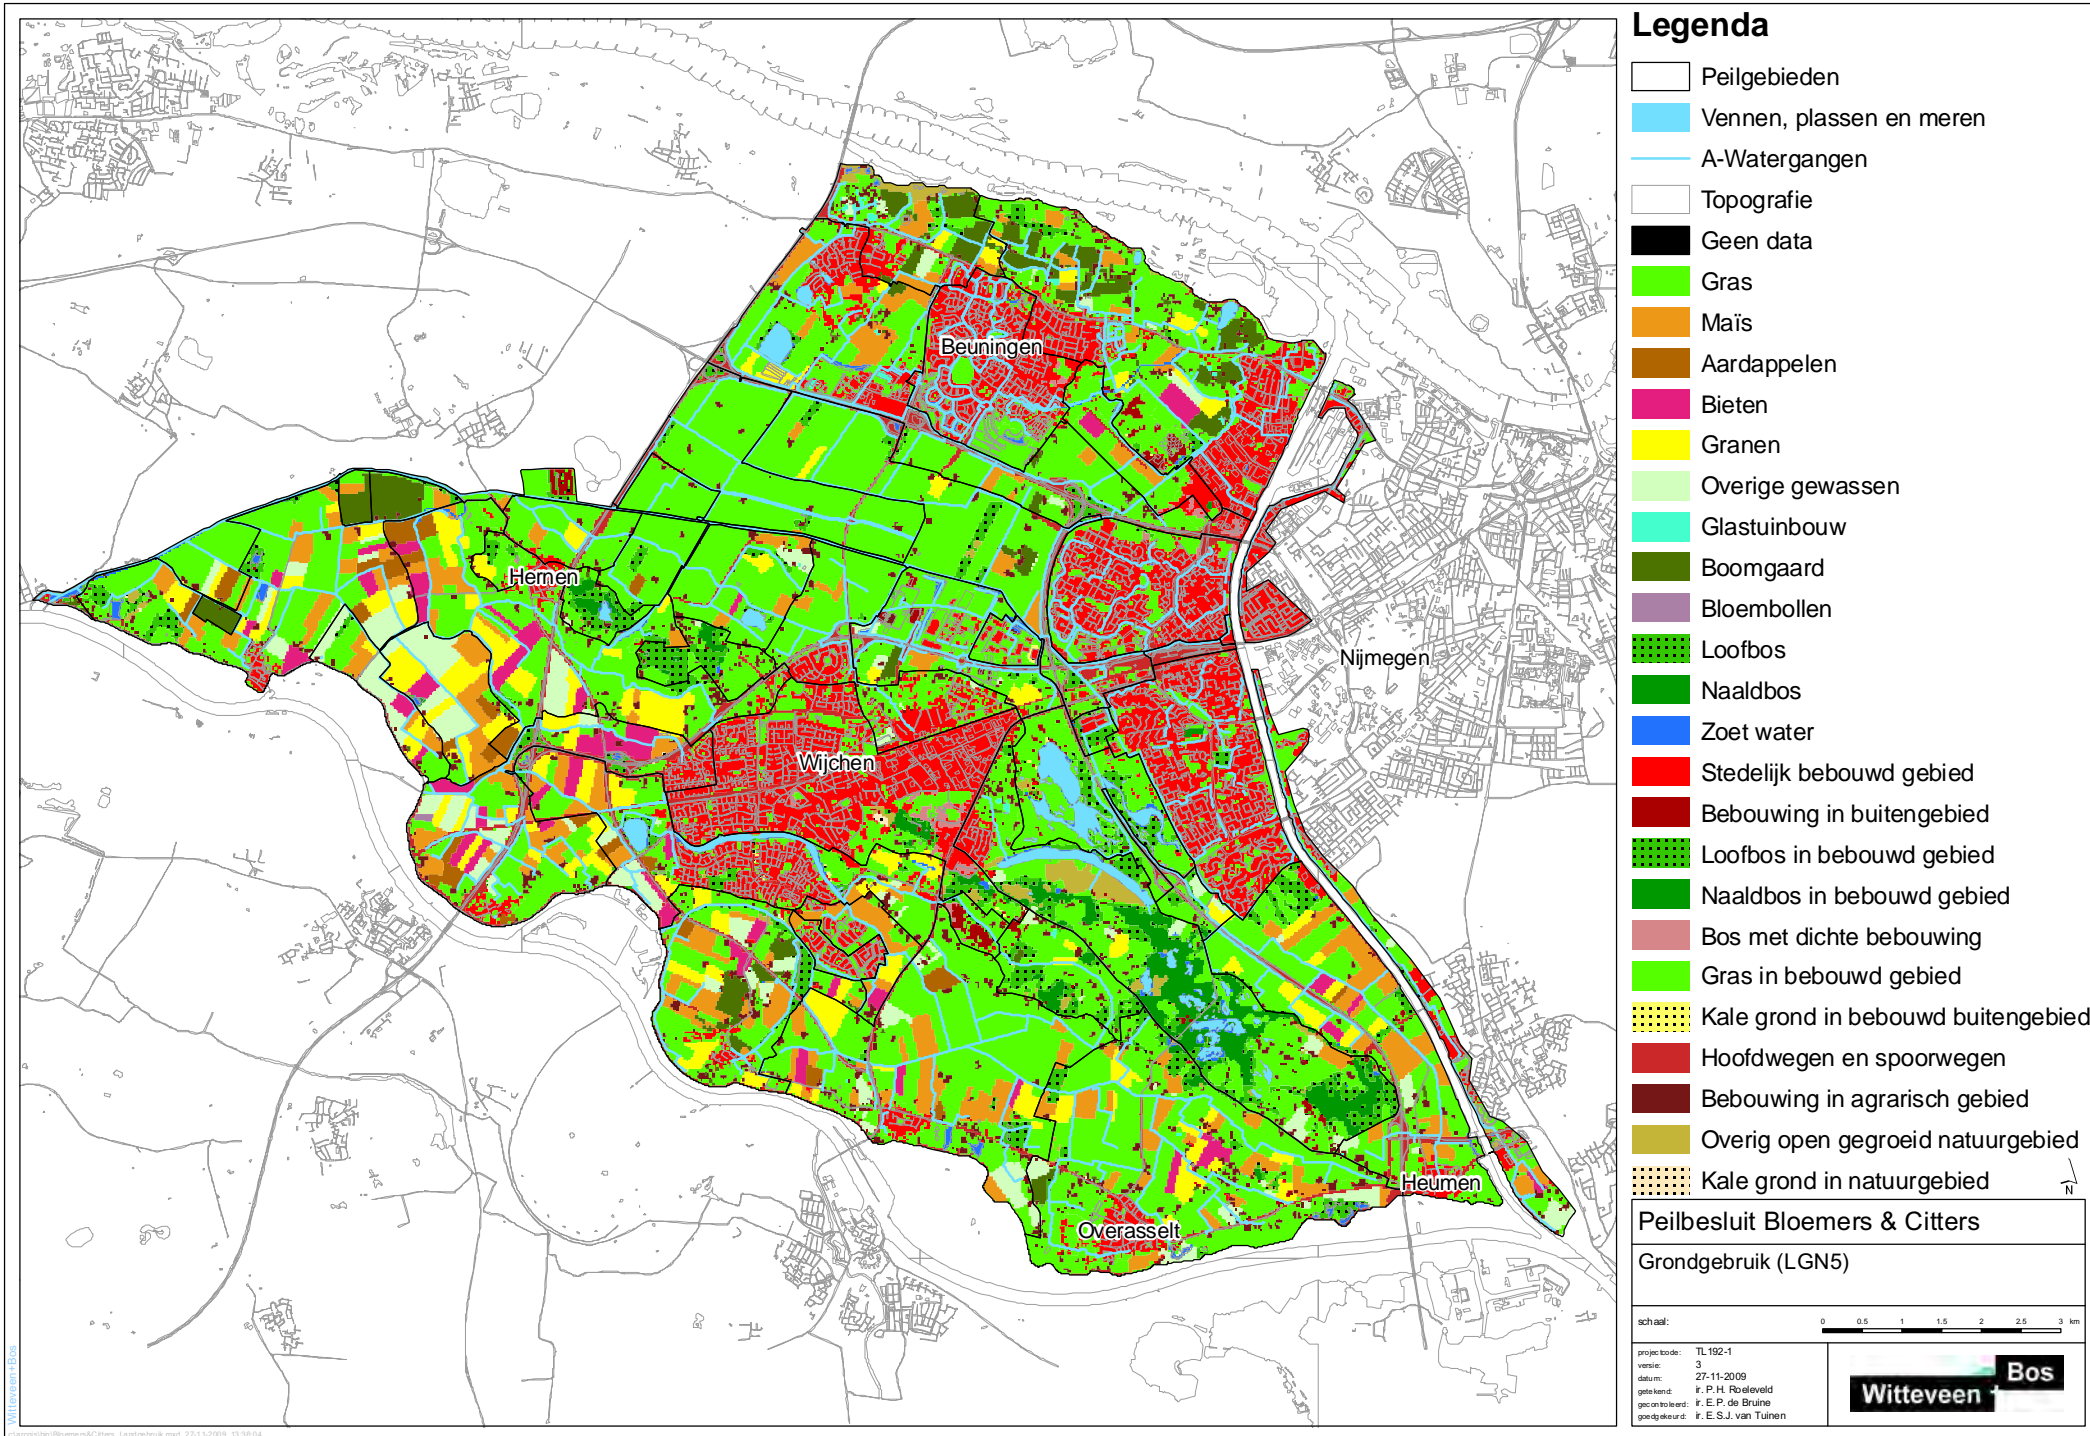 Legenda
Peilgebieden
Vennen, plassen en meren
A-Watergangen
Topografie
Geen data
Gras
Maïs
Aardappelen
Bieten
Granen
Overige gewassen
Glastuinbouw
Boomgaard
Bloembollen
Loofbos
Naaldbos
Zoet water
Stedelijk bebouwd gebied
Bebouwing in buitengebied
Loofbos in bebouwd gebied
Naaldbos in bebouwd gebied
Bos met dichte bebouwing
Gras in bebouwd gebied
Kale grond in bebouwd buitengebied
Hoofdwegen en spoorwegen
Bebouwing in agrarisch gebied
Overig open gegroeid natuurgebied
Kale grond in natuurgebied
N
Beuningen
Hernen
Nijmegen
Wijchen
Heumen
Overasselt
Peilbesluit Bloemers & Citters
Grondgebruik (LGN5)
schaal:
0 0.5 1 1.5 2 2.5 3 km
projectcode: TL192-1
versie: 3
datum: 27-11-2009
getekend: ir. P.H. Roeleveld
gecontroleerd: ir. E.P. de Bruine
goedgekeurd: ir. E.S.J. van Tuinen
Witteveen + Bos
Witteveen+Bos